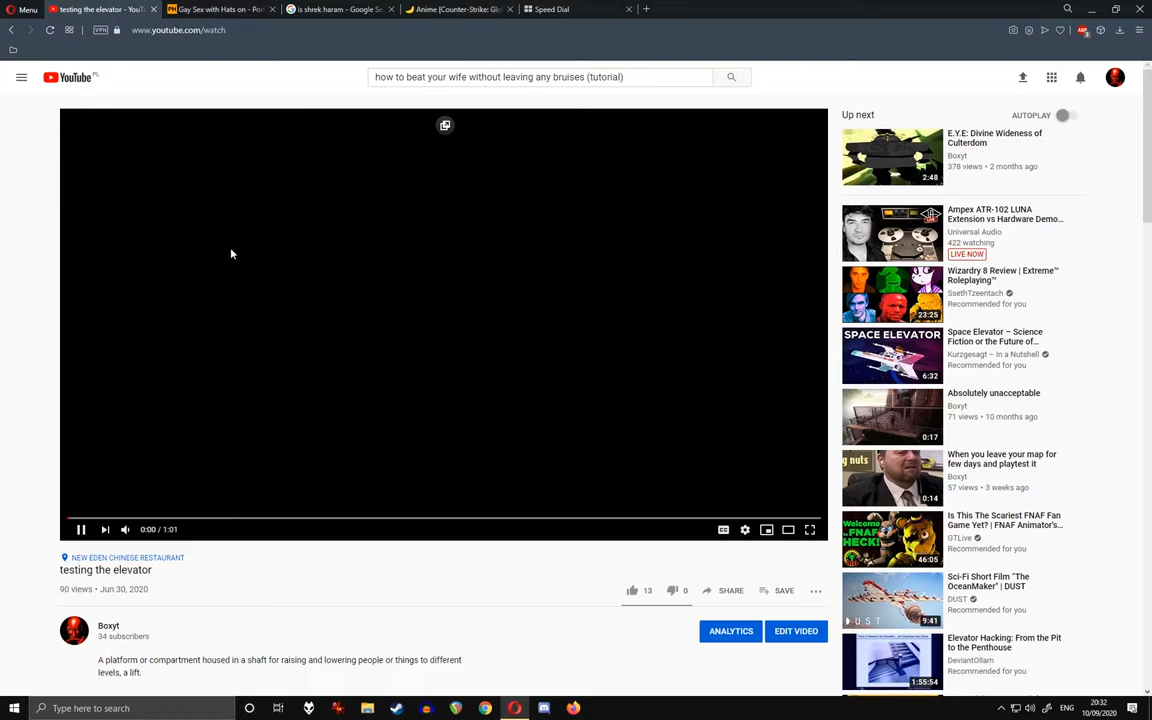 Menu
testing the elevator - YouT
Gay Sex with Hats on - Por
is shrek haram - Google Se
Anime [Counter-Strike: Glo
Speed Dial
VPN
www.youtube.com/watch
YouTube PL
how to beat your wife without leaving any bruises (tutorial)
0:00 / 1:01
NEW EDEN CHINESE RESTAURANT
testing the elevator
90 views • Jun 30, 2020
13
0
SHARE
SAVE
Boxyt
34 subscribers
ANALYTICS
EDIT VIDEO
A platform or compartment housed in a shaft for raising and lowering people or things to different
levels, a lift.
Up next
AUTOPLAY
2:48
E.Y.E: Divine Wideness of
Culterdom
Boxyt
378 views • 2 months ago
Ampex ATR-102 LUNA
Extension vs Hardware Demo...
Universal Audio
422 watching
LIVE NOW
23:25
Wizardry 8 Review | Extreme™
Roleplaying™
SsethTzeentach
Recommended for you
SPACE ELEVATOR
6:32
Space Elevator – Science
Fiction or the Future of...
Kurzgesagt – In a Nutshell
Recommended for you
0:17
Absolutely unacceptable
Boxyt
71 views • 10 months ago
g nuts
0:14
When you leave your map for
few days and playtest it
Boxyt
57 views • 3 weeks ago
Welcome
HECK!
46:05
Is This The Scariest FNAF Fan
Game Yet? | FNAF Animator's...
GTLive
Recommended for you
DUST
9:41
Sci-Fi Short Film "The
OceanMaker" | DUST
DUST
Recommended for you
1:55:54
Elevator Hacking: From the Pit
to the Penthouse
DeviantOllam
Recommended for you
Type here to search
ENG
20:32
10/09/2020